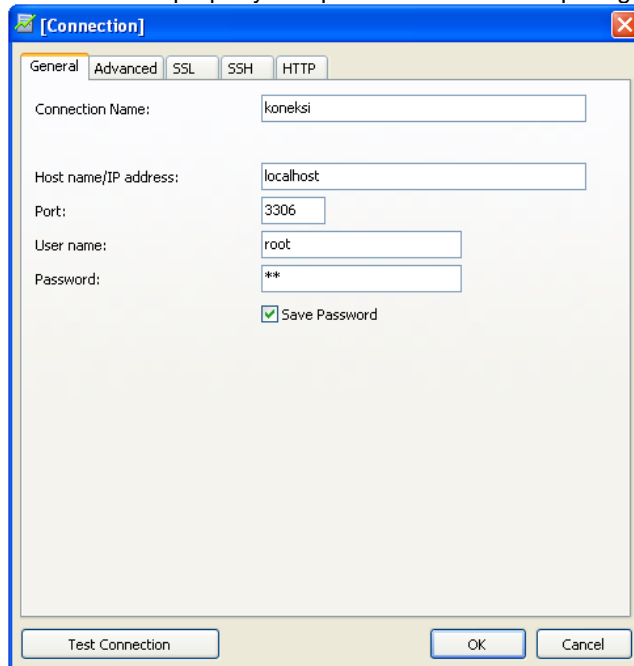 [Connection]
General Advanced SSL SSH HTTP
Connection Name: koneksi
Host name/IP address: localhost
Port: 3306
User name: root
Password: **
Save Password
Test Connection OK Cancel